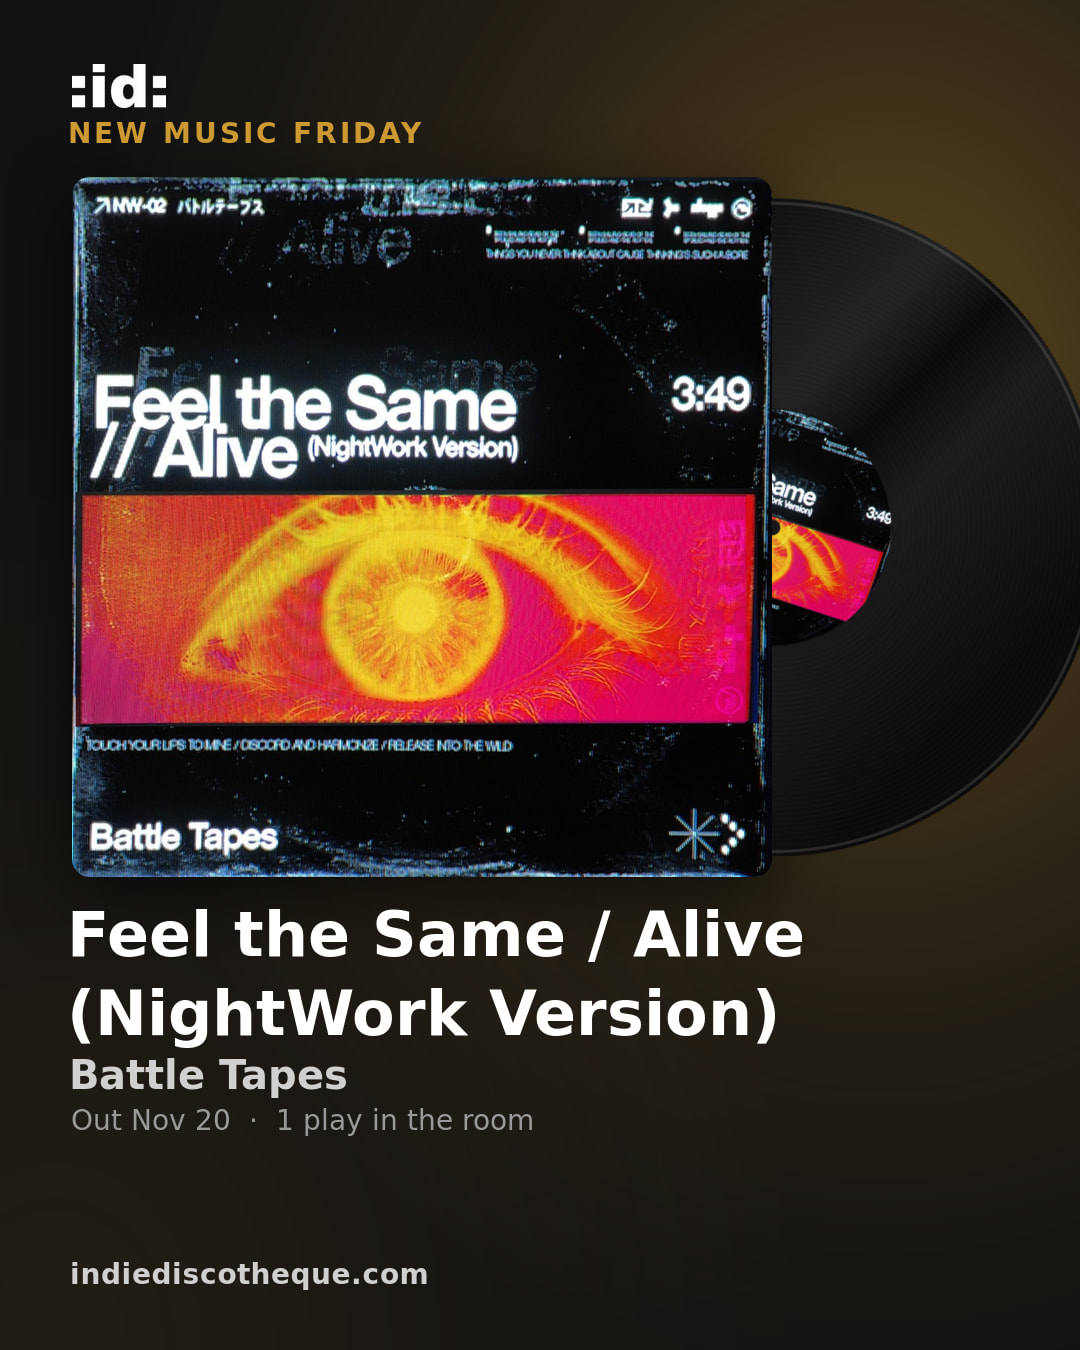 :id:
NEW MUSIC FRIDAY
NW-02 バトルテープス
Alive
THINGS YOU NEVER THINK ABOUT CAUSE THINKING'S SUCH A BORE
Feel the Same
3:49
// Alive (NightWork Version)
Same
3:49
TOUCH YOUR LIPS TO MINE / DISCORD AND HARMONIZE // RELEASE INTO THE WILD
Battle Tapes
Feel the Same / Alive
(NightWork Version)
Battle Tapes
Out Nov 20 · 1 play in the room
indiediscotheque.com